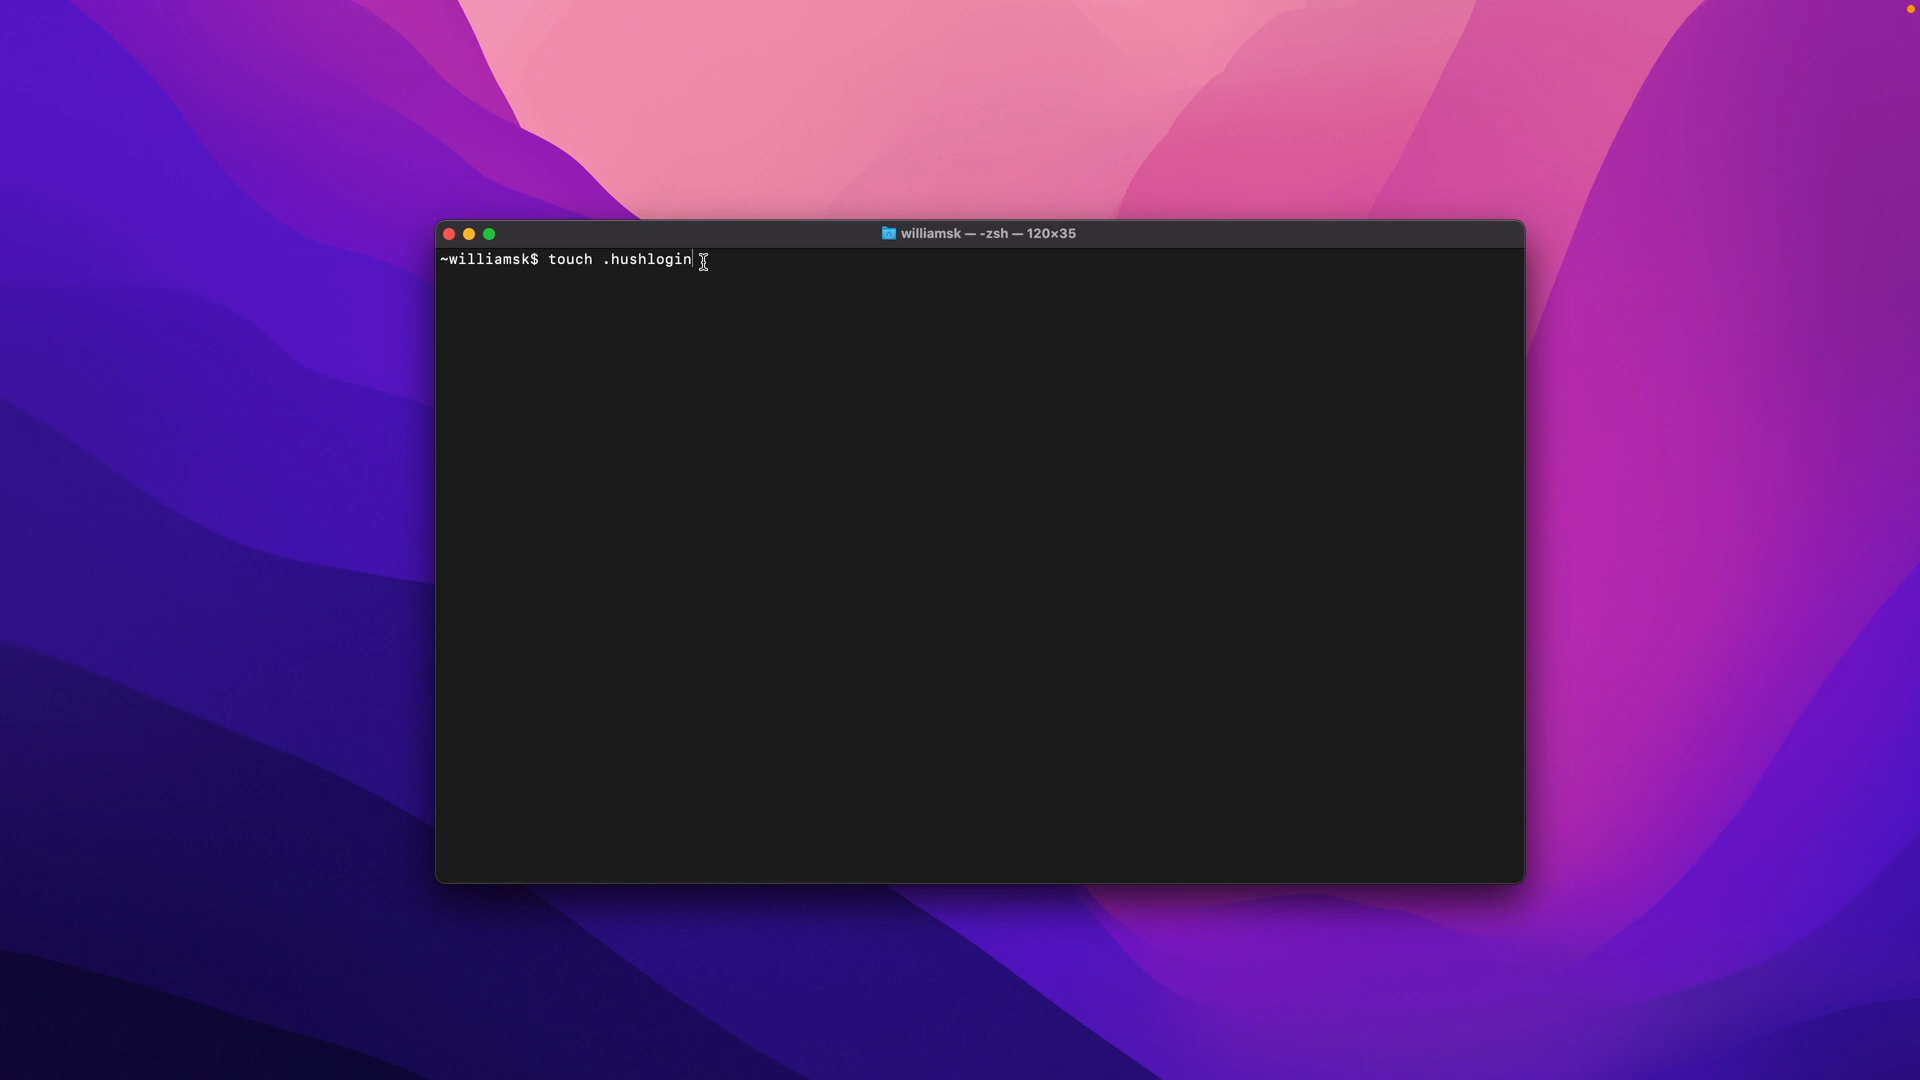 williamsk — -zsh — 120×35
~williamsk$ touch .hushlogin